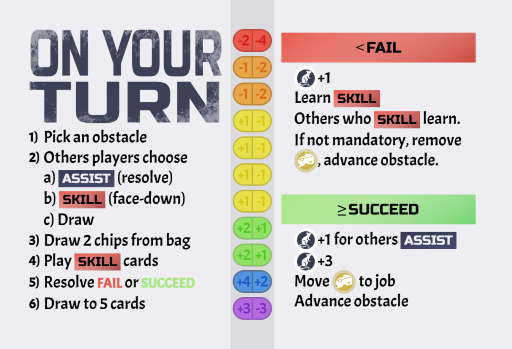 ON YOUR
TURN
1) Pick an obstacle
2) Others players choose
a) ASSIST (resolve)
b) SKILL (face-down)
c) Draw
3) Draw 2 chips from bag
4) Play SKILL cards
5) Resolve FAIL or SUCCEED
6) Draw to 5 cards
-2 -4
-1 -2
-1 -2
+1 -1
+1 -1
+1 -1
+1 -1
+2 +1
+2 +1
+4 +2
+3 -3
<FAIL
+1
Learn SKILL
Others who SKILL learn.
If not mandatory, remove
, advance obstacle.
≥SUCCEED
+1 for others ASSIST
+3
Move to job
Advance obstacle